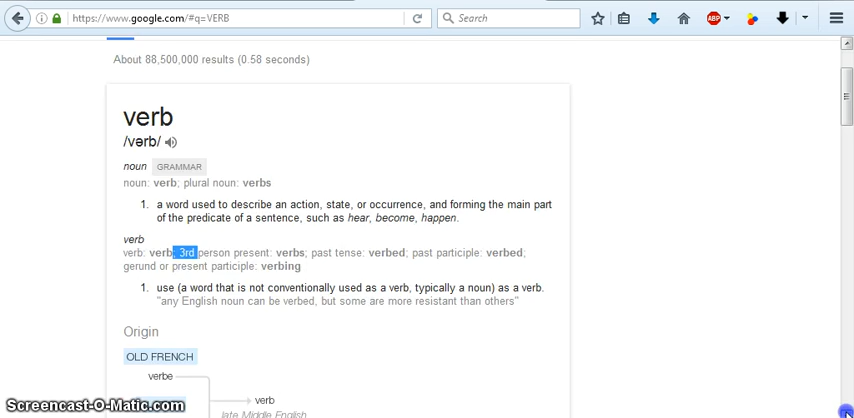 https://www.google.com/#q=VERB
Search
ABP
About 88,500,000 results (0.58 seconds)
verb
/vərb/
noun GRAMMAR
noun: verb; plural noun: verbs
1. a word used to describe an action, state, or occurrence, and forming the main part
of the predicate of a sentence, such as hear, become, happen.
verb
verb: verb; 3rd person present: verbs; past tense: verbed; past participle: verbed;
gerund or present participle: verbing
1. use (a word that is not conventionally used as a verb, typically a noun) as a verb.
"any English noun can be verbed, but some are more resistant than others"
Origin
OLD FRENCH
verbe
verb
late Middle English
Screencast-O-Matic.com